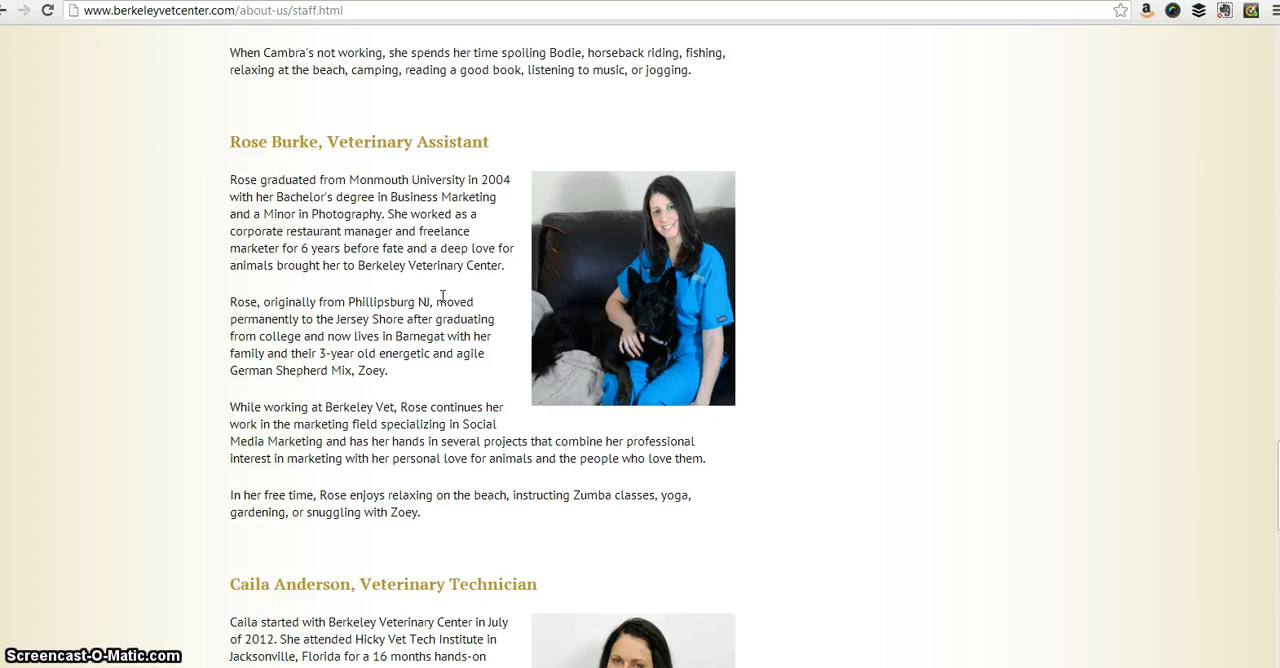 www.berkeleyvetcenter.com/about-us/staff.html
When Cambra's not working, she spends her time spoiling Bodie, horseback riding, fishing,
relaxing at the beach, camping, reading a good book, listening to music, or jogging.
Rose Burke, Veterinary Assistant
Rose graduated from Monmouth University in 2004
with her Bachelor's degree in Business Marketing
and a Minor in Photography. She worked as a
corporate restaurant manager and freelance
marketer for 6 years before fate and a deep love for
animals brought her to Berkeley Veterinary Center.
Rose, originally from Phillipsburg NJ, moved
permanently to the Jersey Shore after graduating
from college and now lives in Barnegat with her
family and their 3-year old energetic and agile
German Shepherd Mix, Zoey.
While working at Berkeley Vet, Rose continues her
work in the marketing field specializing in Social
Media Marketing and has her hands in several projects that combine her professional
interest in marketing with her personal love for animals and the people who love them.
In her free time, Rose enjoys relaxing on the beach, instructing Zumba classes, yoga,
gardening, or snuggling with Zoey.
Caila Anderson, Veterinary Technician
Caila started with Berkeley Veterinary Center in July
of 2012. She attended Hicky Vet Tech Institute in
Jacksonville, Florida for a 16 months hands-on
Screencast-O-Matic.com